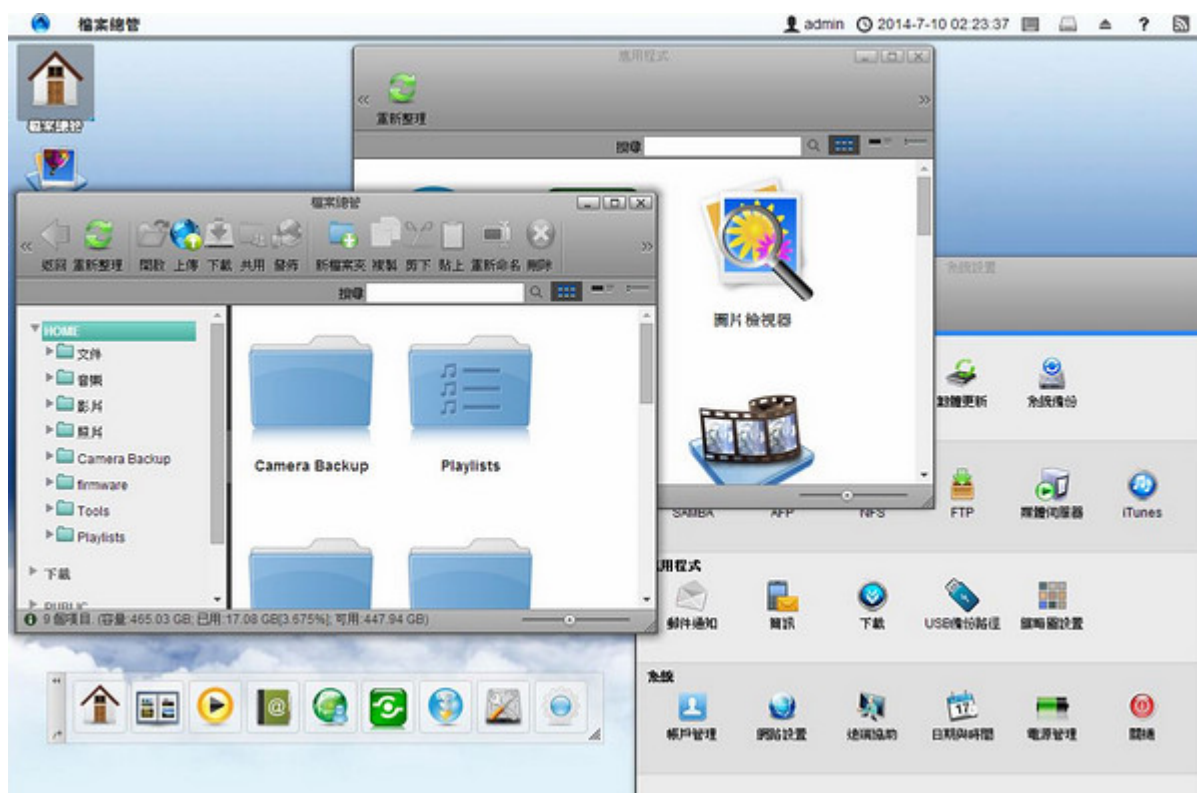 檔案總管
admin 2014-7-10 02:23:37 ?
檔案總管
應用程式
重新整理
搜尋
圖片檢視器
檔案總管
返回 重新整理 開啟 上傳 下載 共用 發佈 新檔案夾 複製 剪下 貼上 重新命名 刪除
搜尋
HOME
文件
音樂
影片
照片
Camera Backup
firmware
Tools
Playlists
下載
PUBLIC
Camera Backup
Playlists
9 個項目. (容量:465.03 GB; 已用:17.08 GB[3.675%]; 可用:447.94 GB)
系統設置
韌體更新 系統備份
SAMBA AFP NFS FTP 媒體伺服器 iTunes
應用程式
郵件通知 簡訊 下載 USB備份路徑 縮略圖設置
系統
帳戶管理 網路設置 遠端協助 日期與時間 電源管理 關機